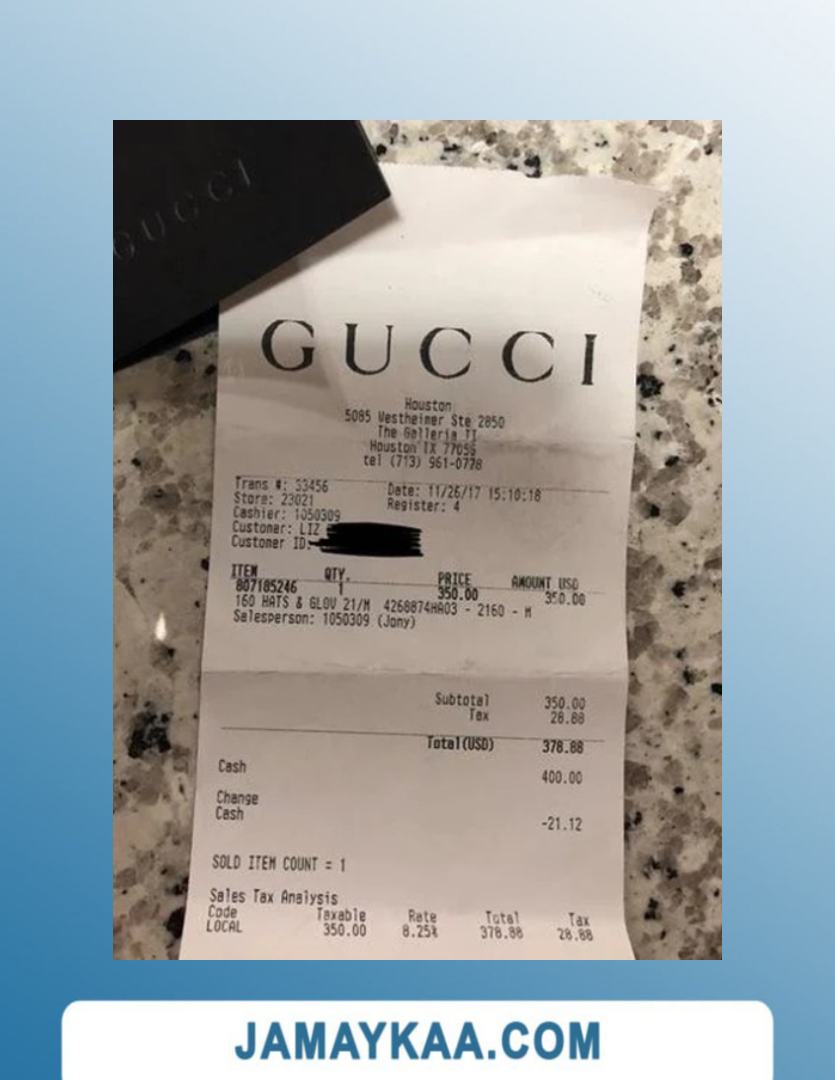 GUCCI
GUCCI
Houston
5085 Westheimer Ste 2850
The Galleria II
Houston TX 77056
tel (713) 961-0778
Trans #: 33456 Date: 11/26/17 15:10:18
Store: 23021 Register: 4
Cashier: 1050309
Customer: LIZ
Customer ID:
ITEM QTY. PRICE AMOUNT USD
807185246 1 350.00 350.00
160 HATS & GLOV 21/M 4268874HA03 - 2160 - M
Salesperson: 1050309 (Jony)
Subtotal 350.00
Tax 28.88
Total(USD) 378.88
Cash 400.00
Change
Cash -21.12
SOLD ITEM COUNT = 1
Sales Tax Analysis
Code Taxable Rate Total Tax
LOCAL 350.00 8.25% 378.88 28.88
JAMAYKAA.COM